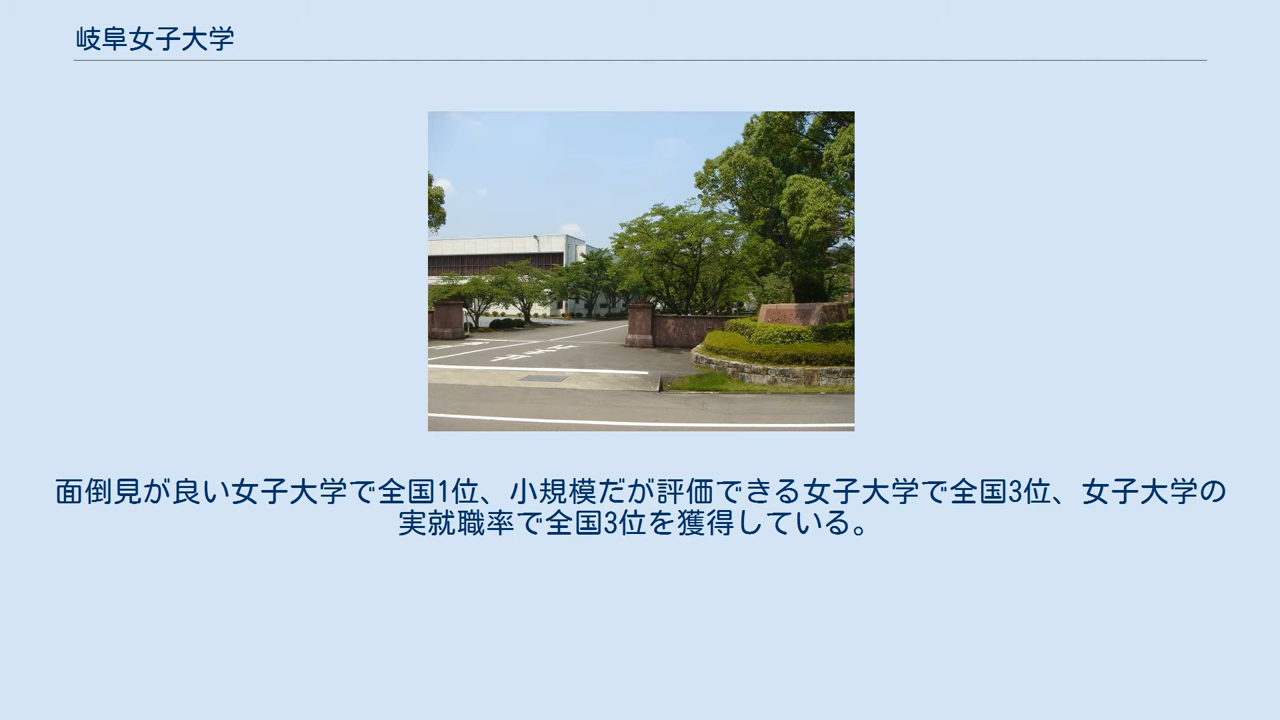 岐阜女子大学
面倒見が良い女子大学で全国1位、小規模だが評価できる女子大学で全国3位、女子大学の
実就職率で全国3位を獲得している。